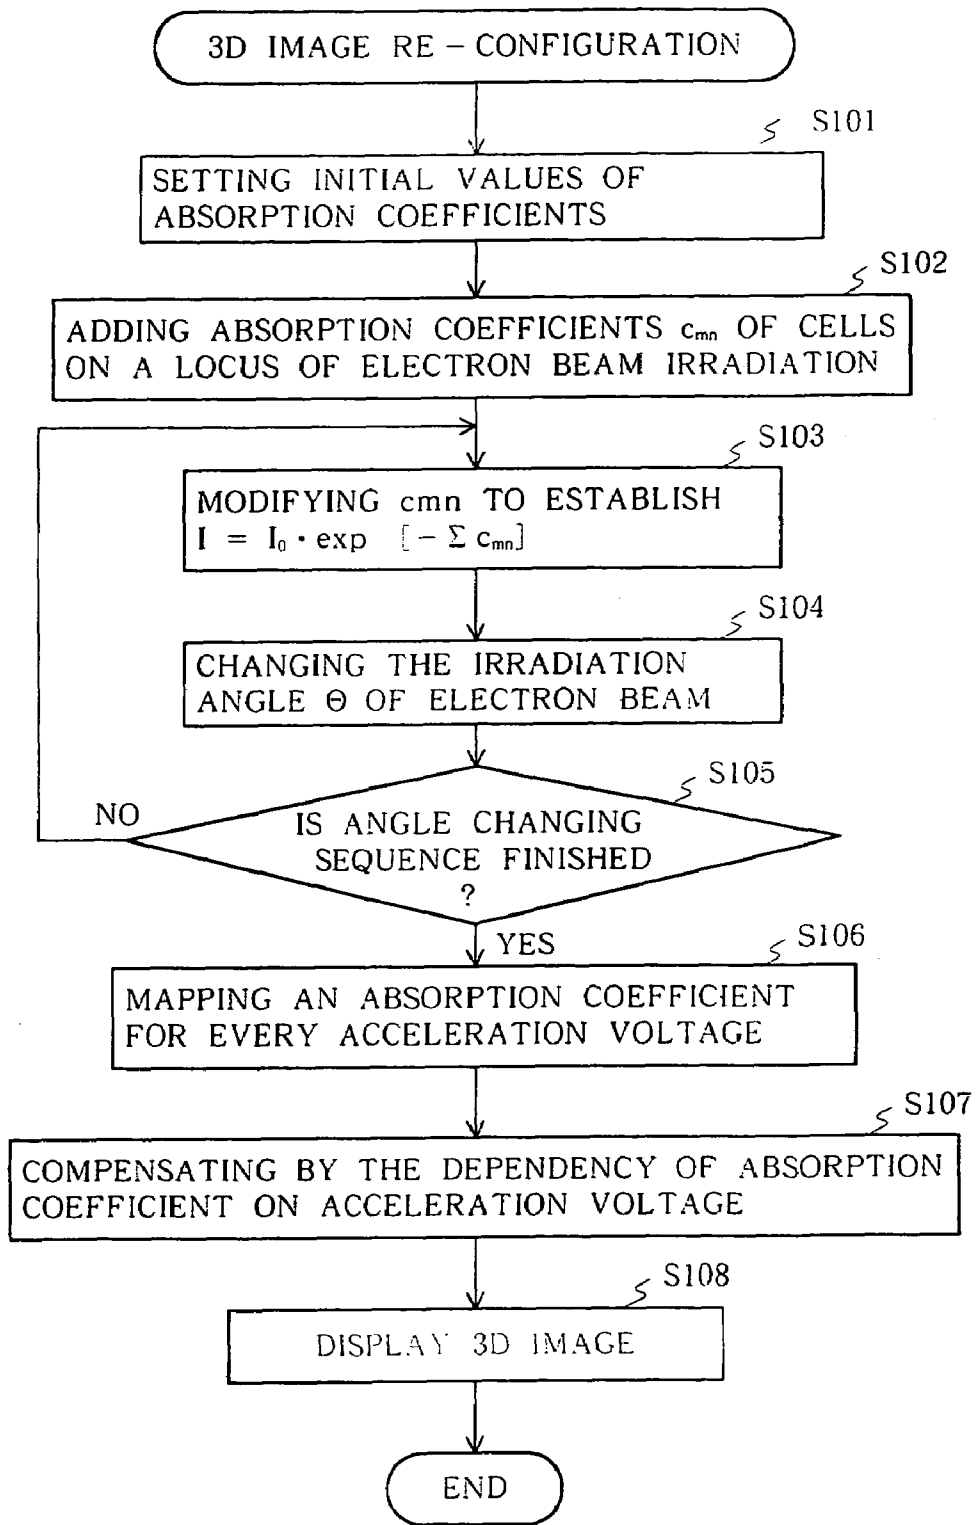 3D IMAGE RE-CONFIGURATION
S101
SETTING INITIAL VALUES OF
ABSORPTION COEFFICIENTS
S102
ADDING ABSORPTION COEFFICIENTS cmn OF CELLS
ON A LOCUS OF ELECTRON BEAM IRRADIATION
S103
MODIFYING cmn TO ESTABLISH
I = I₀・exp [－Σ cmn]
S104
CHANGING THE IRRADIATION
ANGLE Θ OF ELECTRON BEAM
S105
NO
IS ANGLE CHANGING
SEQUENCE FINISHED
?
YES
S106
MAPPING AN ABSORPTION COEFFICIENT
FOR EVERY ACCELERATION VOLTAGE
S107
COMPENSATING BY THE DEPENDENCY OF ABSORPTION
COEFFICIENT ON ACCELERATION VOLTAGE
S108
DISPLAY 3D IMAGE
END